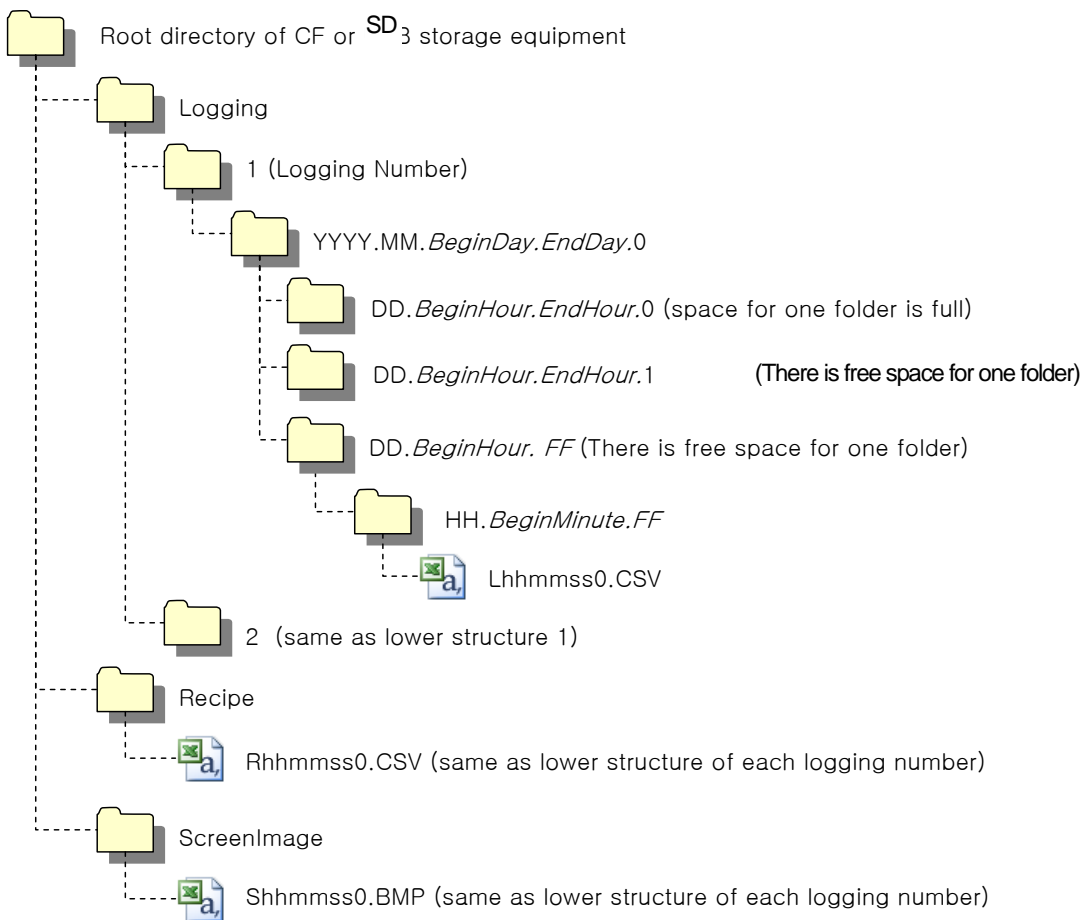 Root directory of CF or SD storage equipment
Logging
1 (Logging Number)
YYYY.MM.BeginDay.EndDay.0
DD.BeginHour.EndHour.0 (space for one folder is full)
DD.BeginHour.EndHour.1 (There is free space for one folder)
DD.BeginHour. FF (There is free space for one folder)
HH.BeginMinute.FF
Lhhmmss0.CSV
2 (same as lower structure 1)
Recipe
Rhhmmss0.CSV (same as lower structure of each logging number)
ScreenImage
Shhmmss0.BMP (same as lower structure of each logging number)